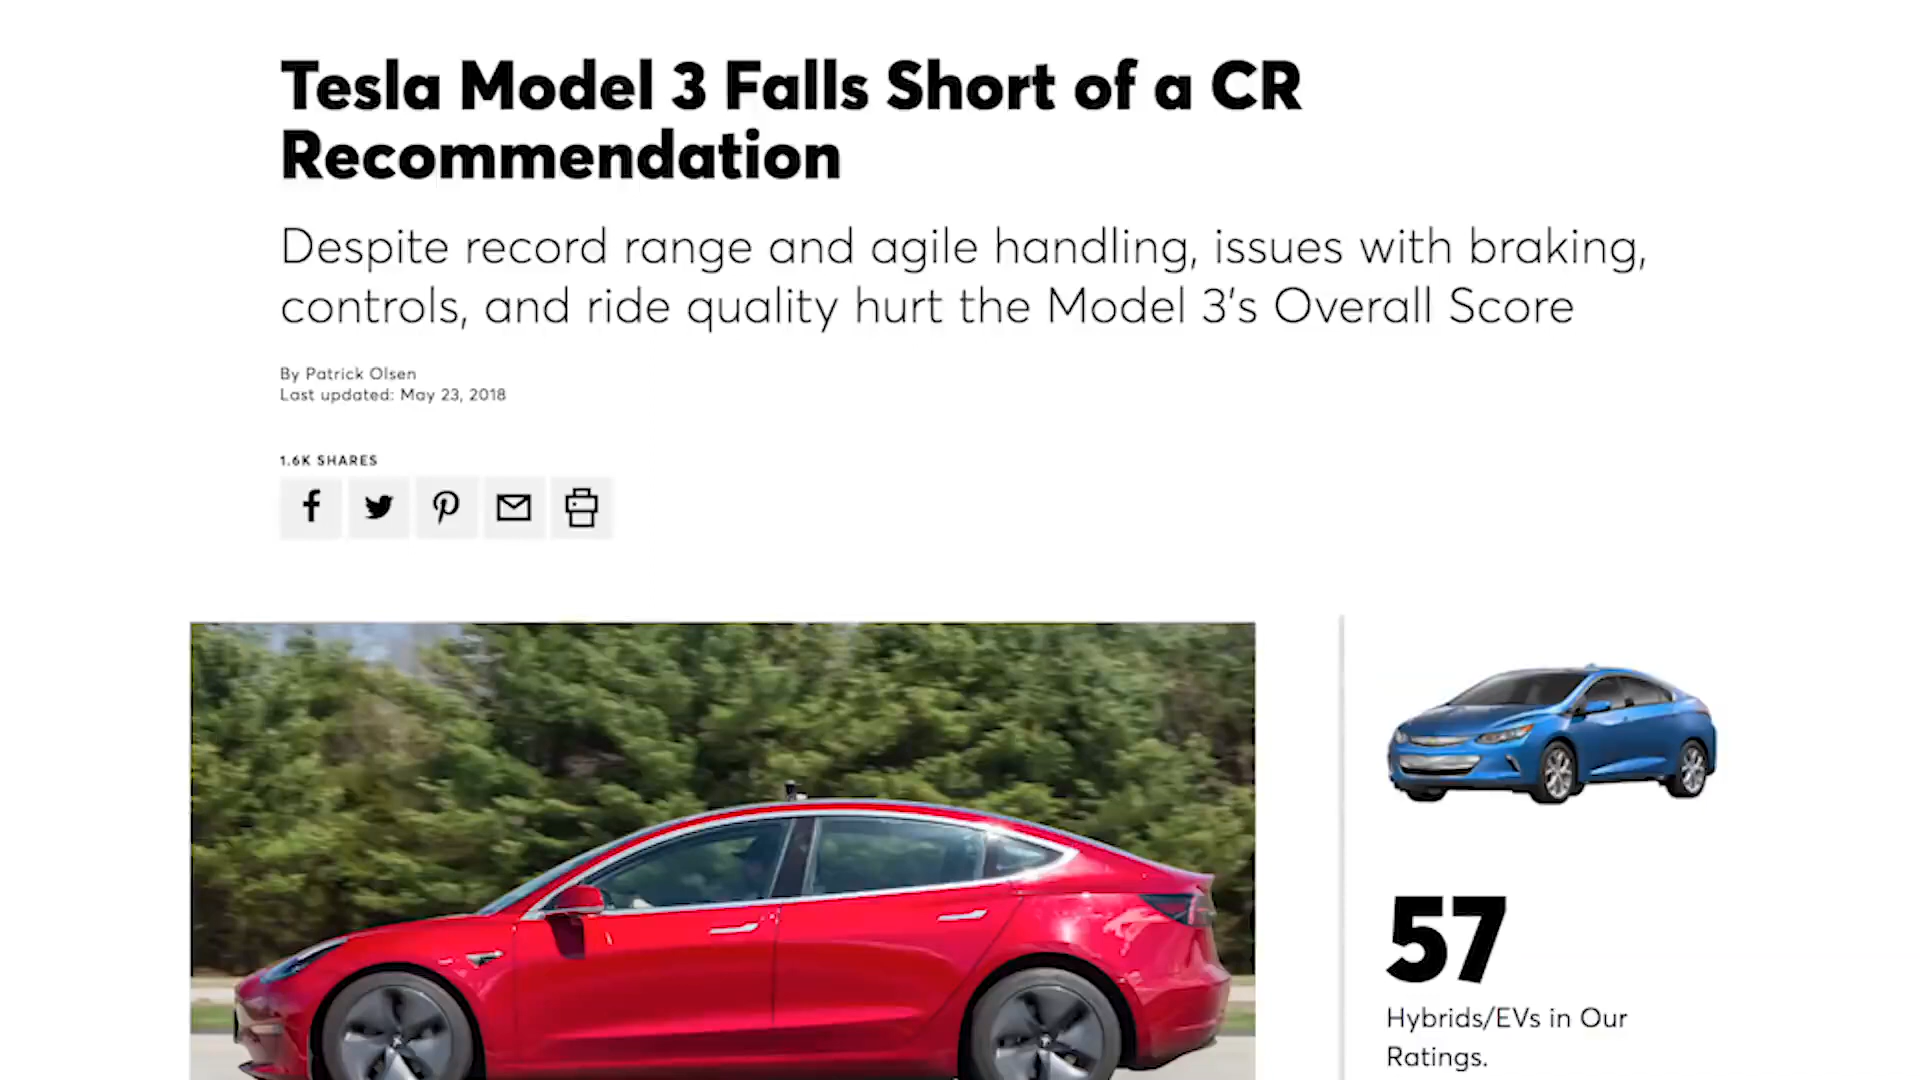 Tesla Model 3 Falls Short of a CR
Recommendation
Despite record range and agile handling, issues with braking,
controls, and ride quality hurt the Model 3's Overall Score
By Patrick Olsen
Last updated: May 23, 2018
1.6K SHARES
57
Hybrids/EVs in Our
Ratings.